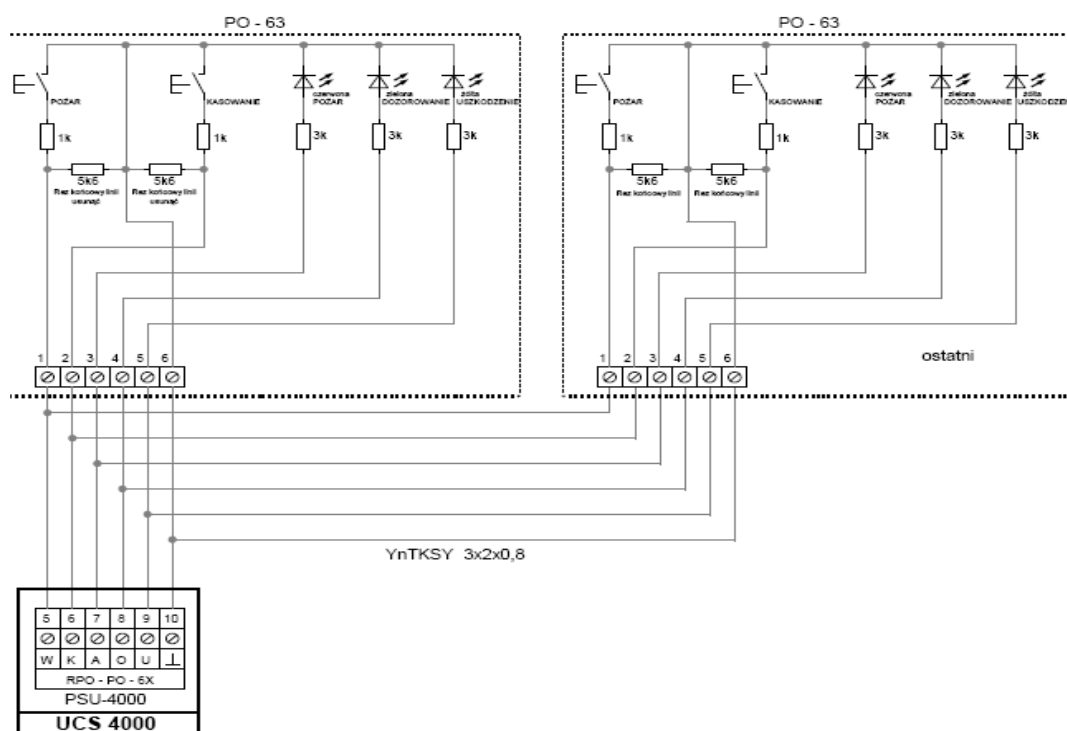 PO - 63
PO - 63
POŻAR
KASOWANIE
czerwona
POŻAR
zielona
DOZOROWANIE
żółta
USZKODZENIE
1k
1k
3k
3k
3k
5k6
5k6
Rez końcowy linii
usunąć
Rez końcowy linii
usunąć
1 2 3 4 5 6
POŻAR
KASOWANIE
czerwona
POŻAR
zielona
DOZOROWANIE
żółta
USZKODZE
1k
1k
3k
3k
3k
5k6
5k6
Rez końcowy linii
Rez końcowy linii
ostatni
1 2 3 4 5 6
YnTKSY 3x2x0,8
5 6 7 8 9 10
W K A O U
RPO - PO - 6X
PSU-4000
UCS 4000